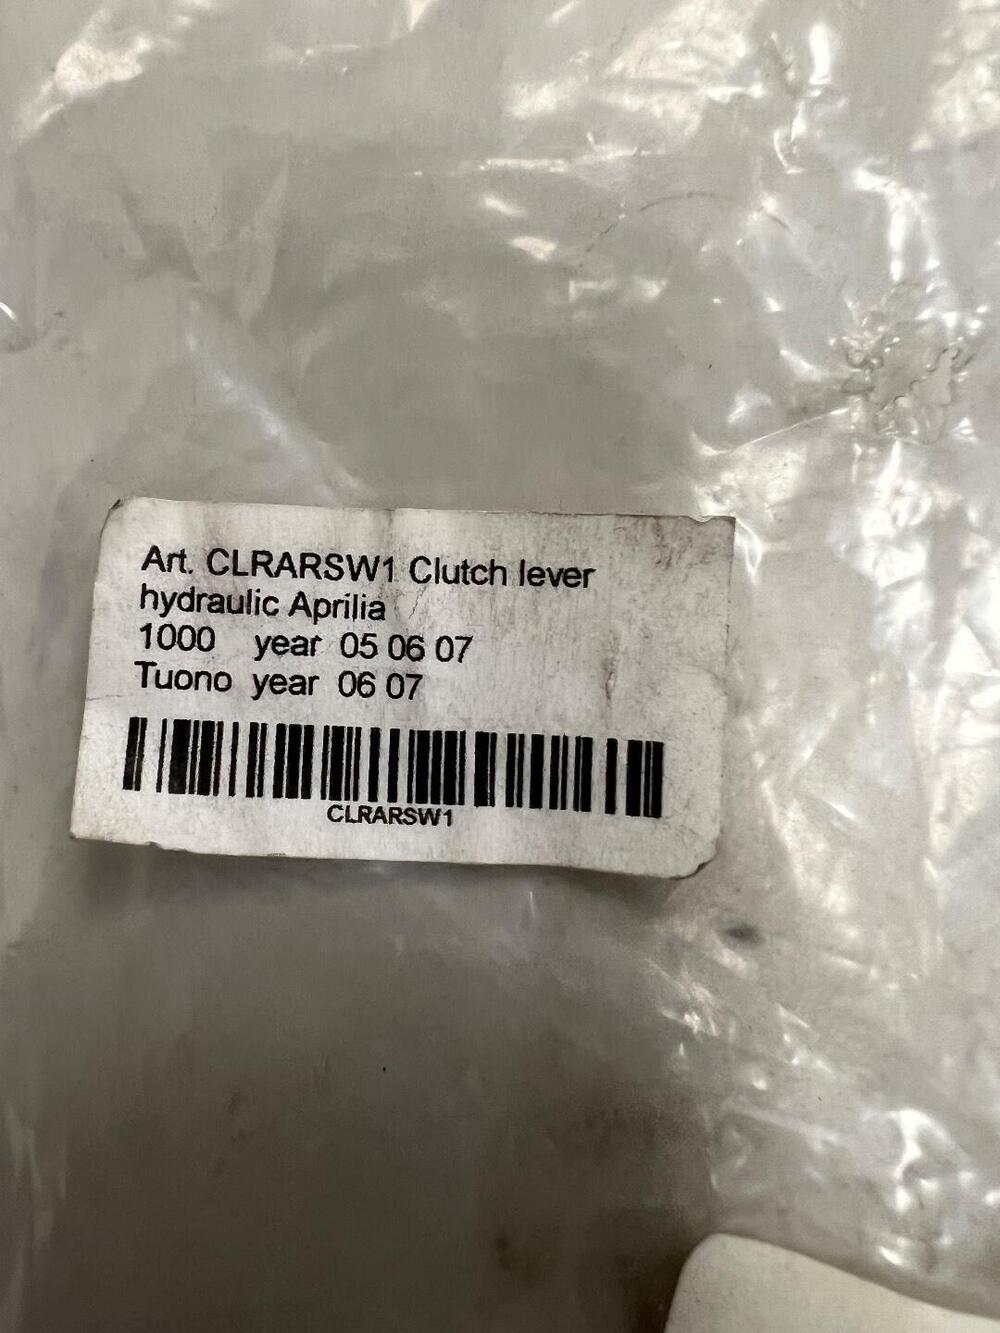 Art. CLRARSW1 Clutch lever
hydraulic Aprilia
1000 year 05 06 07
Tuono year 06 07
CLRARSW1